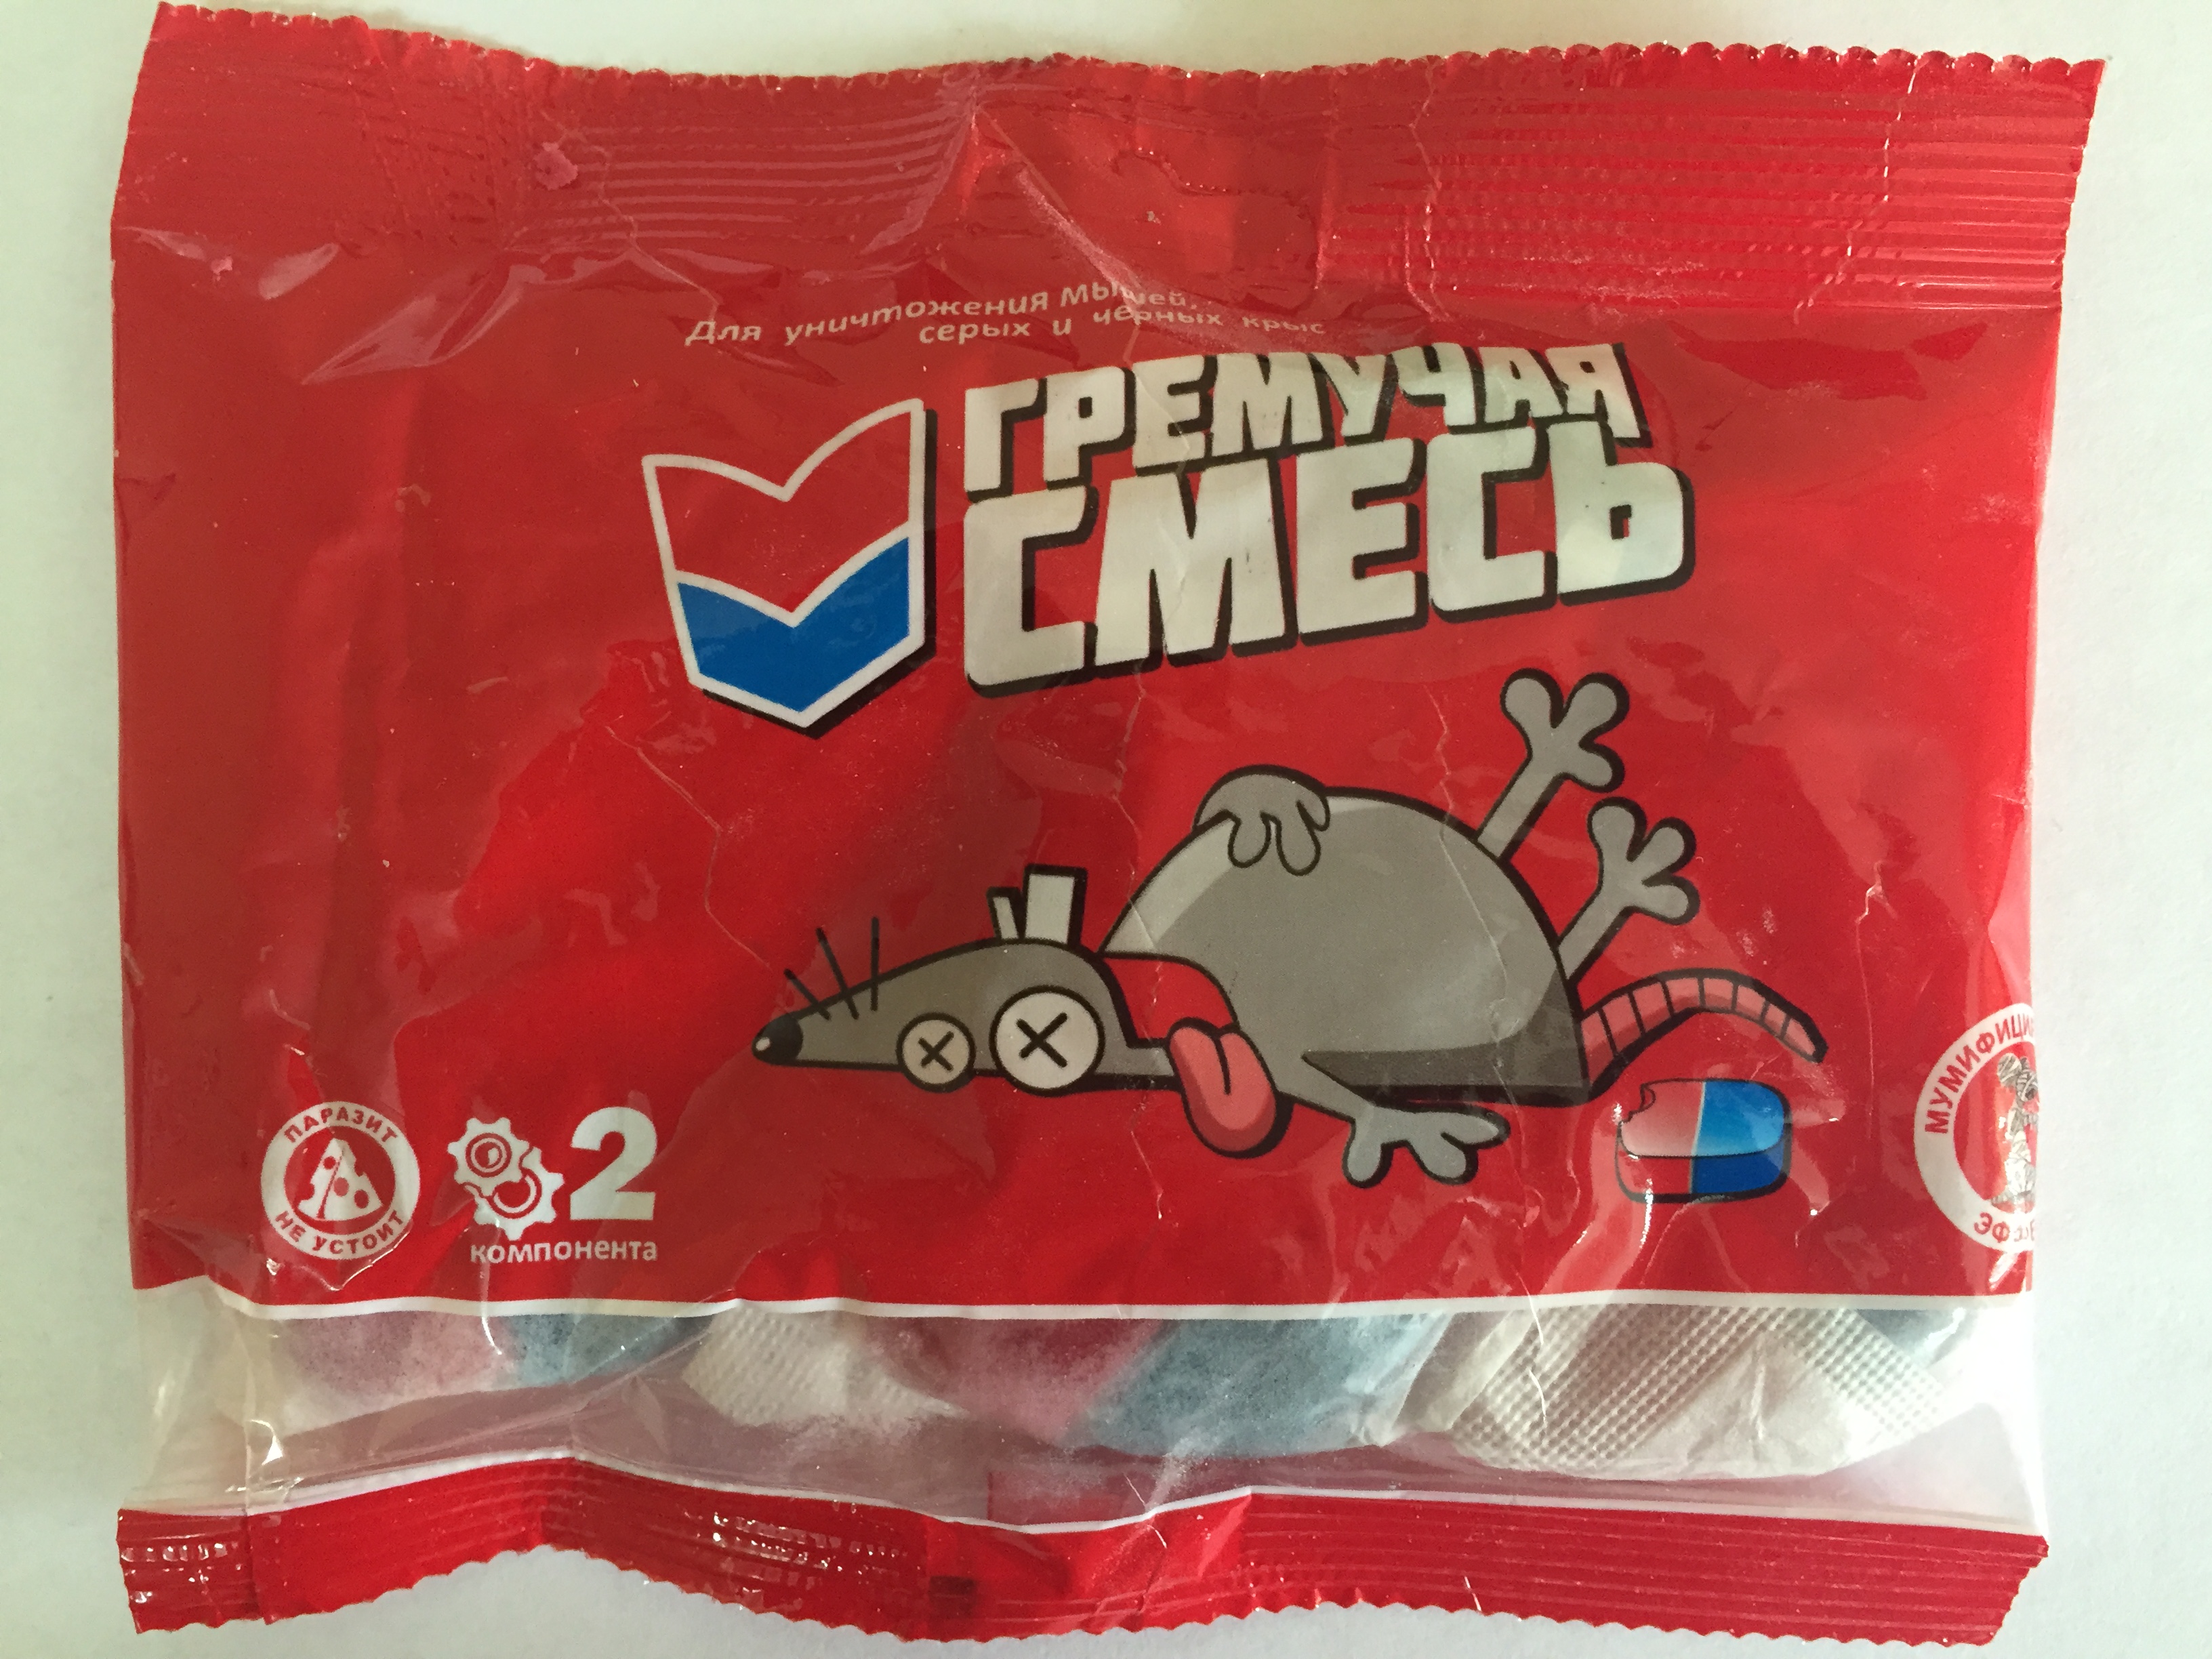 Для уничтожения Мышей,
серых и чёрных крыс
ГРЕМУЧАЯ
СМЕСЬ
ПАРАЗИТ
НЕ УСТОИТ
2
компонента